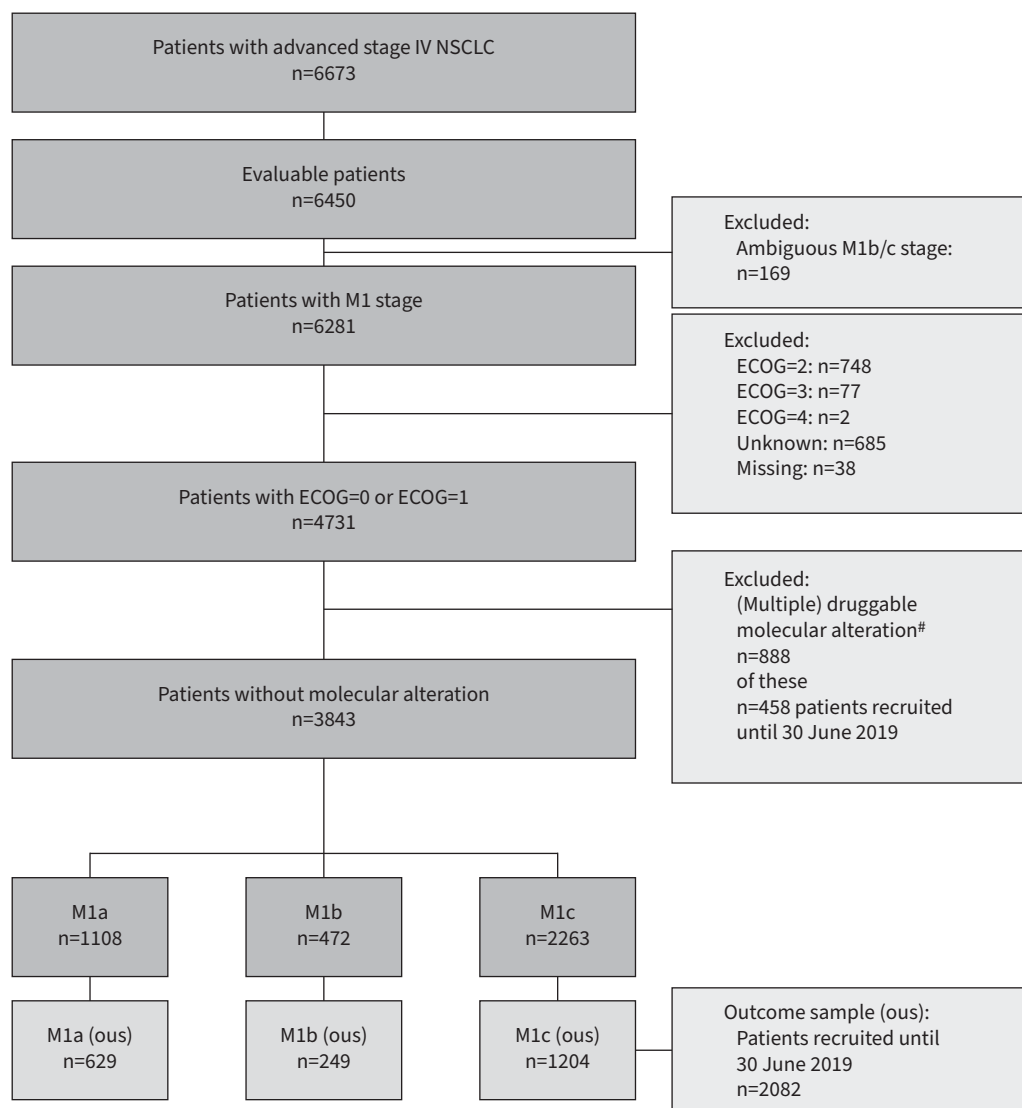 Patients with advanced stage IV NSCLC
n=6673
Evaluable patients
n=6450
Excluded:
Ambiguous M1b/c stage:
n=169
Patients with M1 stage
n=6281
Excluded:
ECOG=2: n=748
ECOG=3: n=77
ECOG=4: n=2
Unknown: n=685
Missing: n=38
Patients with ECOG=0 or ECOG=1
n=4731
Excluded:
(Multiple) druggable
molecular alteration#
n=888
of these
n=458 patients recruited
until 30 June 2019
Patients without molecular alteration
n=3843
M1a
n=1108
M1b
n=472
M1c
n=2263
M1a (ous)
n=629
M1b (ous)
n=249
M1c (ous)
n=1204
Outcome sample (ous):
Patients recruited until
30 June 2019
n=2082